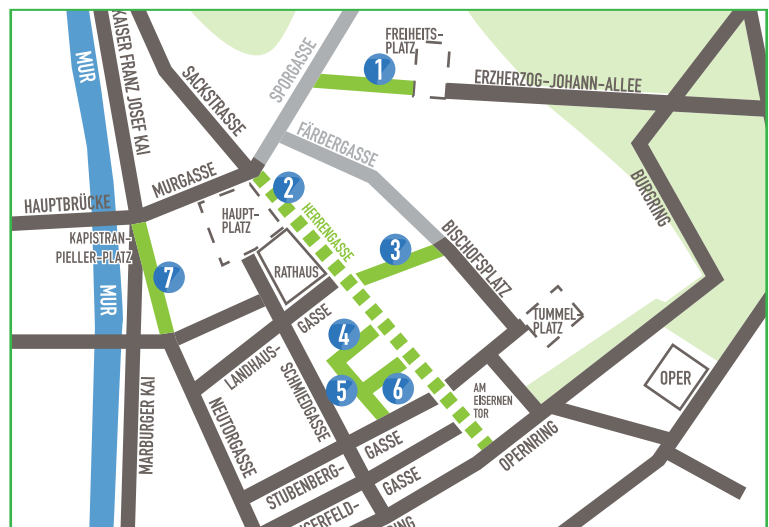 MUR
KAISER FRANZ JOSEF KAI
SACKSTRASSE
SPORGASSE
FREIHEITS-
PLATZ
1
ERZHERZOG-JOHANN-ALLEE
FÄRBERGASSE
MURGASSE
2
HAUPTBRÜCKE
HAUPT-
PLATZ
HERRENGASSE
BURGRING
KAPISTRAN-
PIELLER-PLATZ
3
BISCHOFSPLATZ
7
RATHAUS
MUR
TUMMEL-
PLATZ
4
LANDHAUS-
GASSE
5
6
AM
EISERNEN
TOR
OPER
SCHMIEDGASSE
NEUTORGASSE
MARBURGER KAI
STUBENBERG-
GASSE
OPERNRING
GASSE